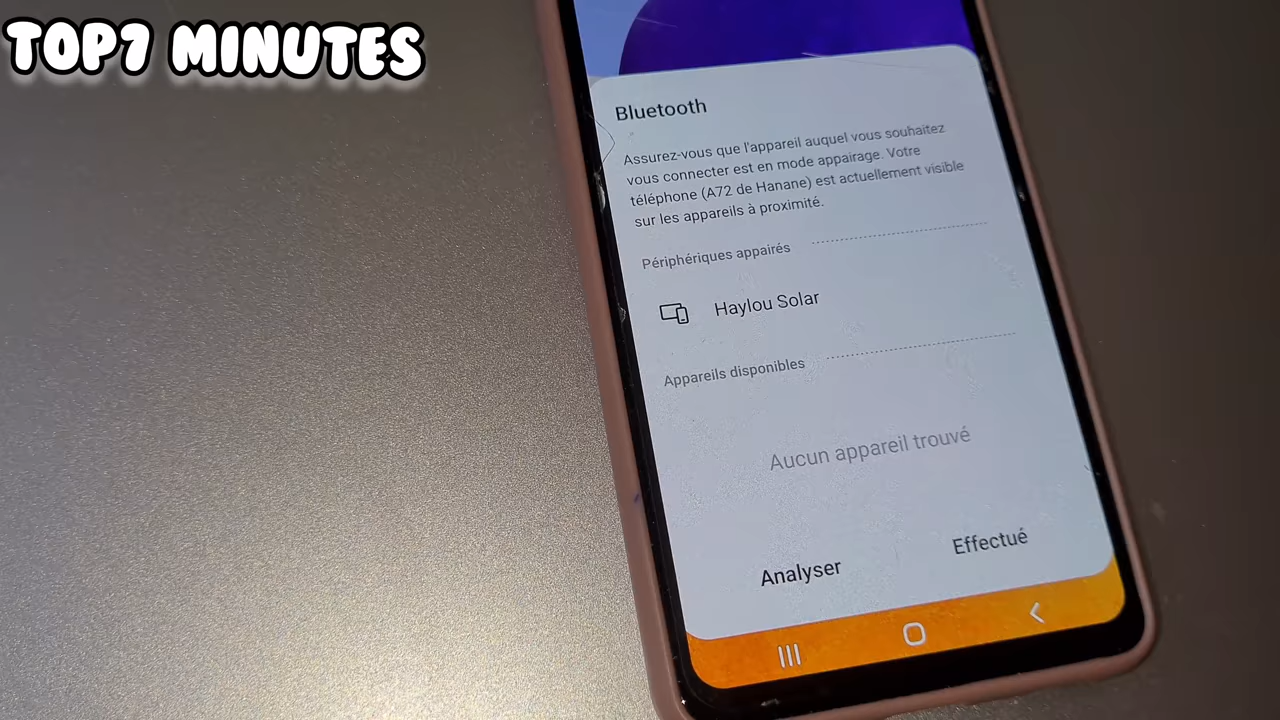 TOP7 MINUTES
Bluetooth
Assurez-vous que l'appareil auquel vous souhaitez
vous connecter est en mode appairage. Votre
téléphone (A72 de Hanane) est actuellement visible
sur les appareils à proximité.
Périphériques appairés
Haylou Solar
Appareils disponibles
Aucun appareil trouvé
Analyser
Effectué